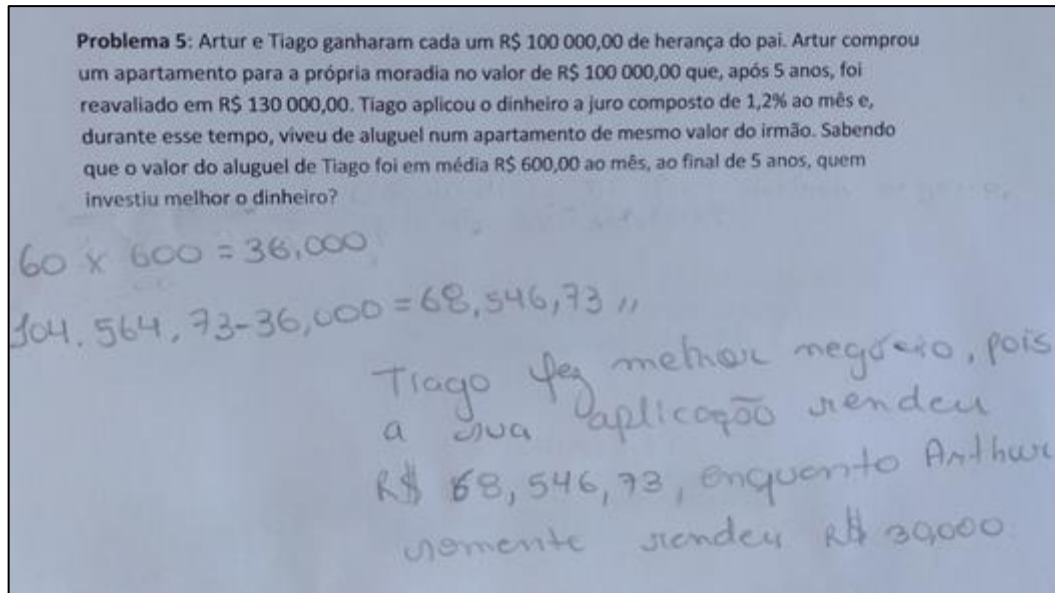 Problema 5: Artur e Tiago ganharam cada um R$ 100 000,00 de herança do pai. Artur comprou
um apartamento para a própria moradia no valor de R$ 100 000,00 que, após 5 anos, foi
reavaliado em R$ 130 000,00. Tiago aplicou o dinheiro a juro composto de 1,2% ao mês e,
durante esse tempo, viveu de aluguel num apartamento de mesmo valor do irmão. Sabendo
que o valor do aluguel de Tiago foi em média R$ 600,00 ao mês, ao final de 5 anos, quem
investiu melhor o dinheiro?
60 x 600 = 36,000
104.564,73-36,000 = 68,546,73 //
Tiago fez melhor negócio, pois
a sua aplicação rendeu
R$ 68,546,73, enquanto Arthur
somente rendeu R$ 30,000